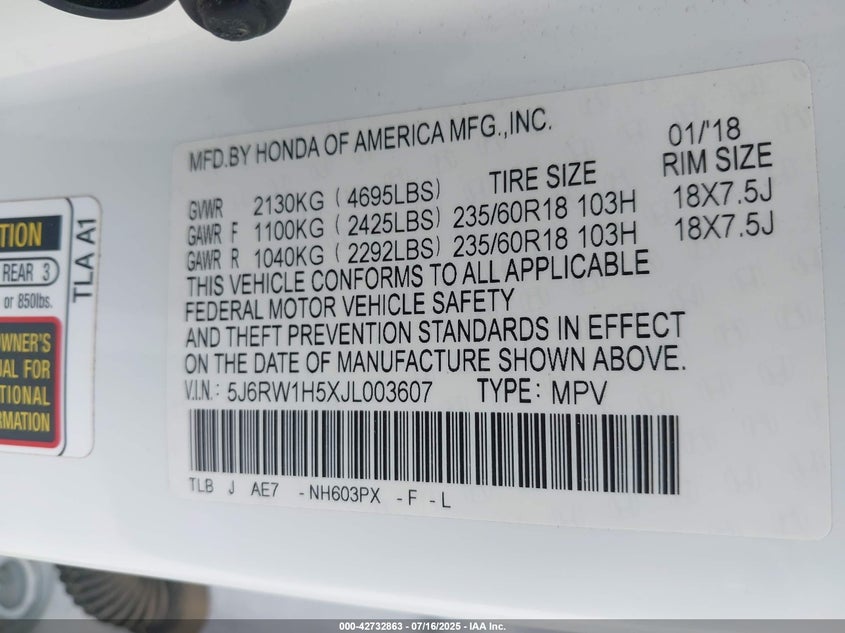 MFD.BY HONDA OF AMERICA MFG.,INC. 01/'18
TIRE SIZE RIM SIZE
GVWR 2130KG (4695LBS)
GAWR F 1100KG (2425LBS) 235/60R18 103H 18X7.5J
GAWR R 1040KG (2292LBS) 235/60R18 103H 18X7.5J
THIS VEHICLE CONFORMS TO ALL APPLICABLE
FEDERAL MOTOR VEHICLE SAFETY
AND THEFT PREVENTION STANDARDS IN EFFECT
ON THE DATE OF MANUFACTURE SHOWN ABOVE.
V.I.N: 5J6RW1H5XJL003607 TYPE: MPV
TLB J AE7 -NH603PX -F -L
REAR 3
or 850lbs.
TLA A1
OWNER'S
FOR
000-42732863 - 07/16/2025 - IAA Inc.